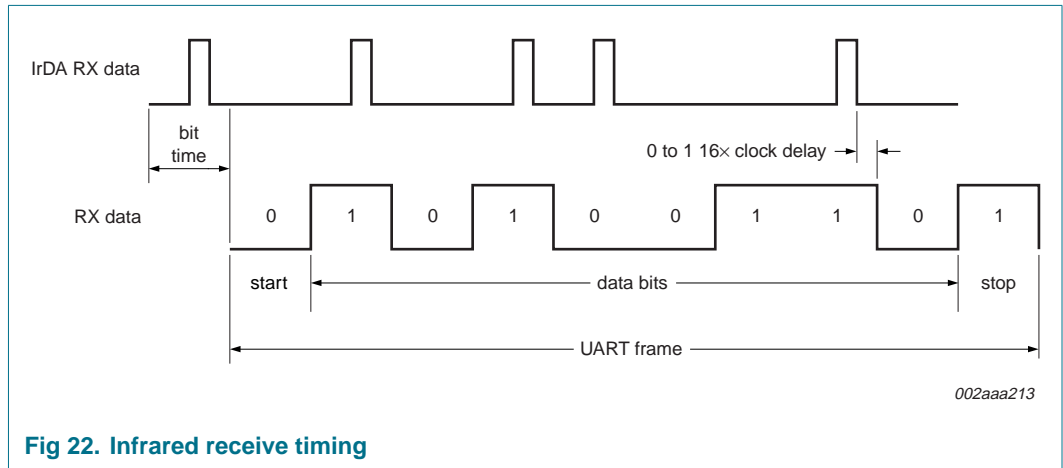 IrDA RX data
bit
time
0 to 1 16× clock delay
RX data
0 1 0 1 0 0 1 1 0 1
start
data bits
stop
UART frame
002aaa213
Fig 22. Infrared receive timing